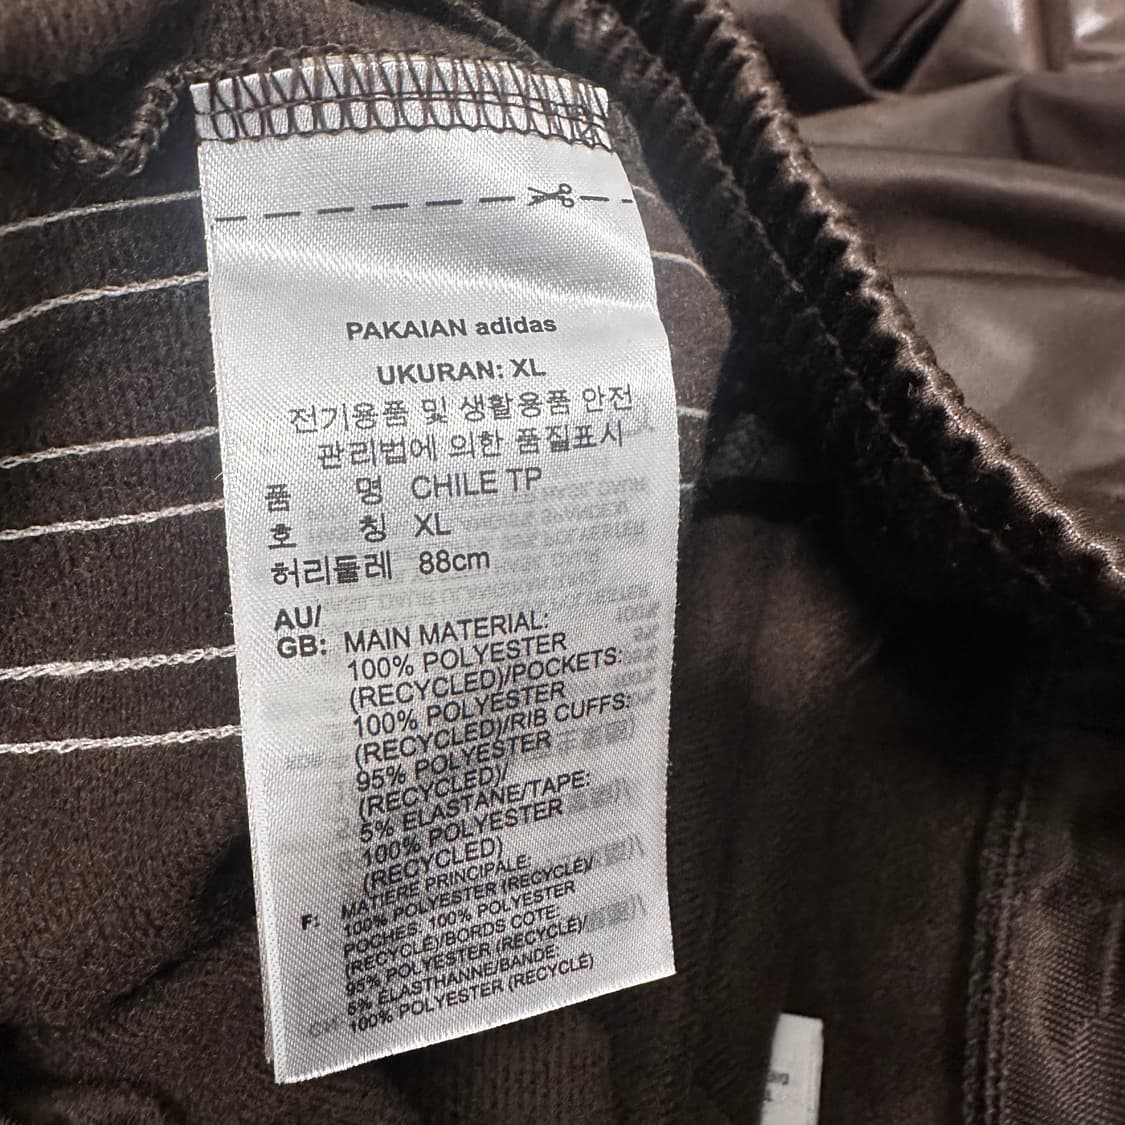 PAKAIAN adidas
UKURAN: XL
전기용품 및 생활용품 안전
관리법에 의한 품질표시
품 명 CHILE TP
호 칭 XL
허리둘레 88cm
AU/
GB: MAIN MATERIAL:
100% POLYESTER
(RECYCLED)/POCKETS:
100% POLYESTER
(RECYCLED)/RIB CUFFS:
95% POLYESTER
(RECYCLED)/
5% ELASTANE/TAPE:
100% POLYESTER
(RECYCLED)
F: MATIÈRE PRINCIPALE:
100% POLYESTER (RECYCLÉ)/
POCHES: 100% POLYESTER
(RECYCLÉ)/BORDS CÔTE:
95% POLYESTER (RECYCLÉ)/
5% ÉLASTHANNE/BANDE:
100% POLYESTER (RECYCLÉ)